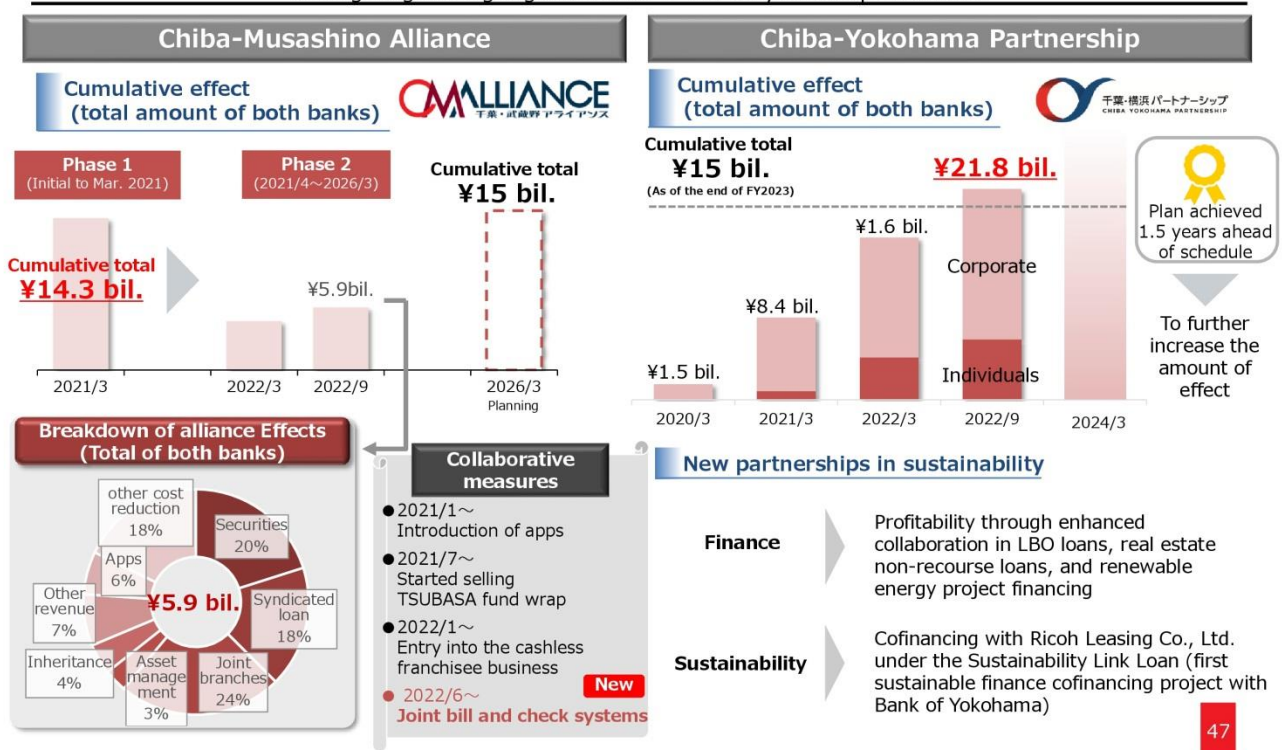 Chiba-Musashino Alliance
Cumulative effect
(total amount of both banks)
CMALLIANCE
千葉・武蔵野アライアンス
Phase 1
(Initial to Mar. 2021)
Phase 2
(2021/4～2026/3)
Cumulative total
¥15 bil.
Cumulative total
¥14.3 bil.
¥5.9bil.
2021/3
2022/3
2022/9
2026/3
Planning
Breakdown of alliance Effects
(Total of both banks)
other cost
reduction
18%
Securities
20%
Apps
6%
Other
revenue
7%
¥5.9 bil.
Syndicated
loan
18%
Inheritance
4%
Asset
manage
ment
3%
Joint
branches
24%
Collaborative
measures
● 2021/1～
Introduction of apps
● 2021/7～
Started selling
TSUBASA fund wrap
● 2022/1～
Entry into the cashless
franchisee business
● 2022/6～
New
Joint bill and check systems
Chiba-Yokohama Partnership
Cumulative effect
(total amount of both banks)
千葉・横浜パートナーシップ
CHIBA YOKOHAMA PARTNERSHIP
Cumulative total
¥15 bil.
(As of the end of FY2023)
¥21.8 bil.
¥1.6 bil.
¥8.4 bil.
¥1.5 bil.
Corporate
Individuals
2020/3
2021/3
2022/3
2022/9
2024/3
Plan achieved
1.5 years ahead
of schedule
To further
increase the
amount of
effect
New partnerships in sustainability
Finance
Profitability through enhanced
collaboration in LBO loans, real estate
non-recourse loans, and renewable
energy project financing
Sustainability
Cofinancing with Ricoh Leasing Co., Ltd.
under the Sustainability Link Loan (first
sustainable finance cofinancing project with
Bank of Yokohama)
47